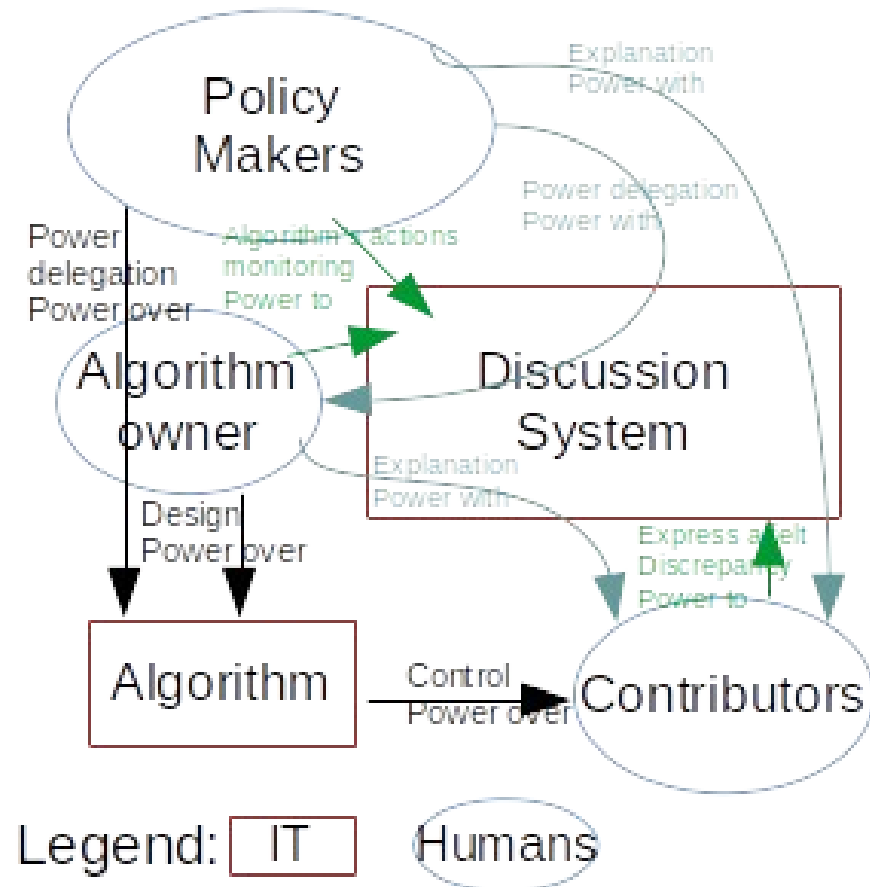 Policy
Makers
Explanation
Power with
Power delegation
Power with
Power
delegation
Power over
Algorithm's actions
monitoring
Power to
Algorithm
owner
Discussion
System
Explanation
Power with
Design
Power over
Express a felt
Discrepancy
Power to
Algorithm
Control
Power over
Contributors
Legend:
IT
Humans